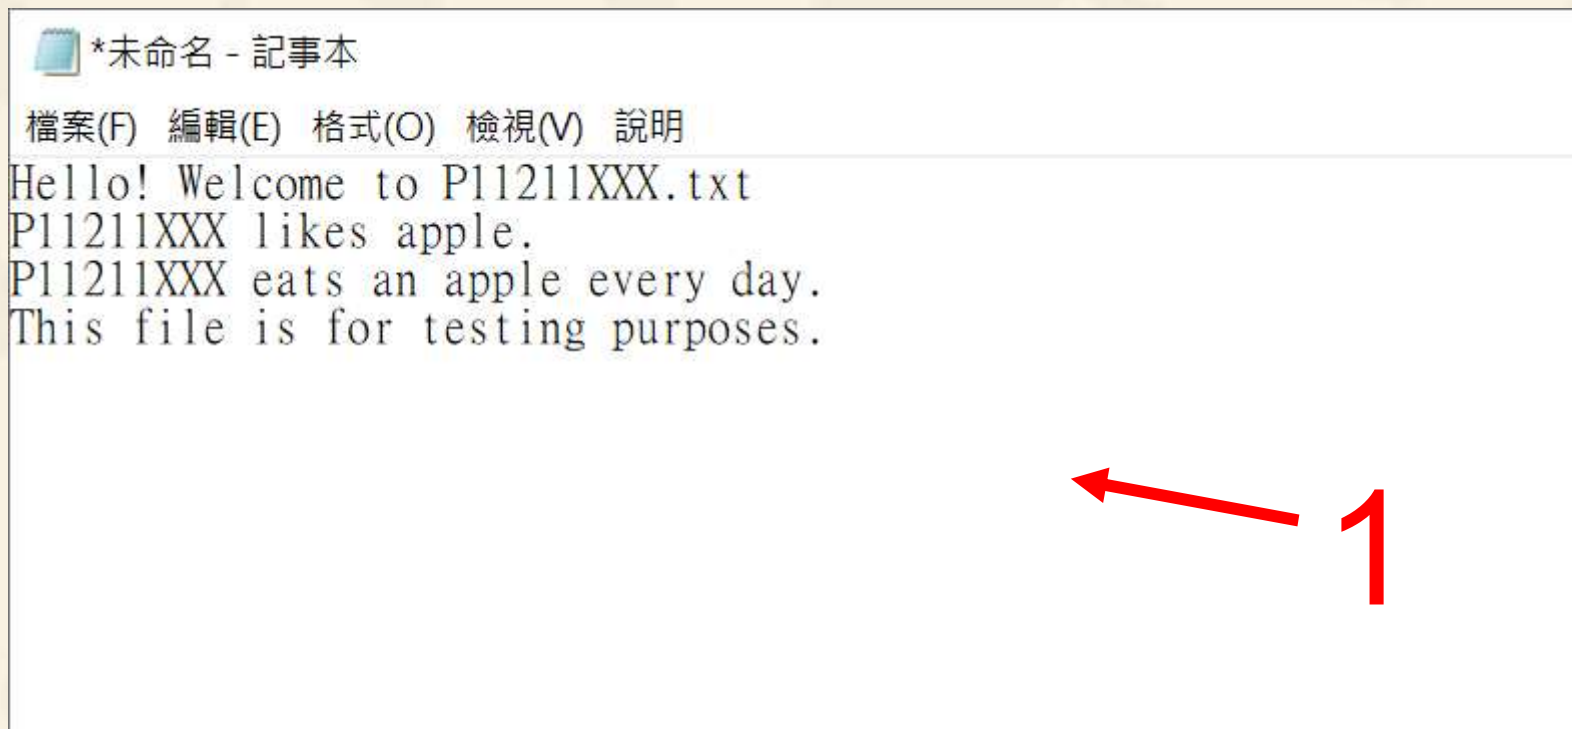 *未命名 - 記事本
檔案(F) 編輯(E) 格式(O) 檢視(V) 說明
Hello! Welcome to P11211XXX.txt
P11211XXX likes apple.
P11211XXX eats an apple every day.
This file is for testing purposes.
1